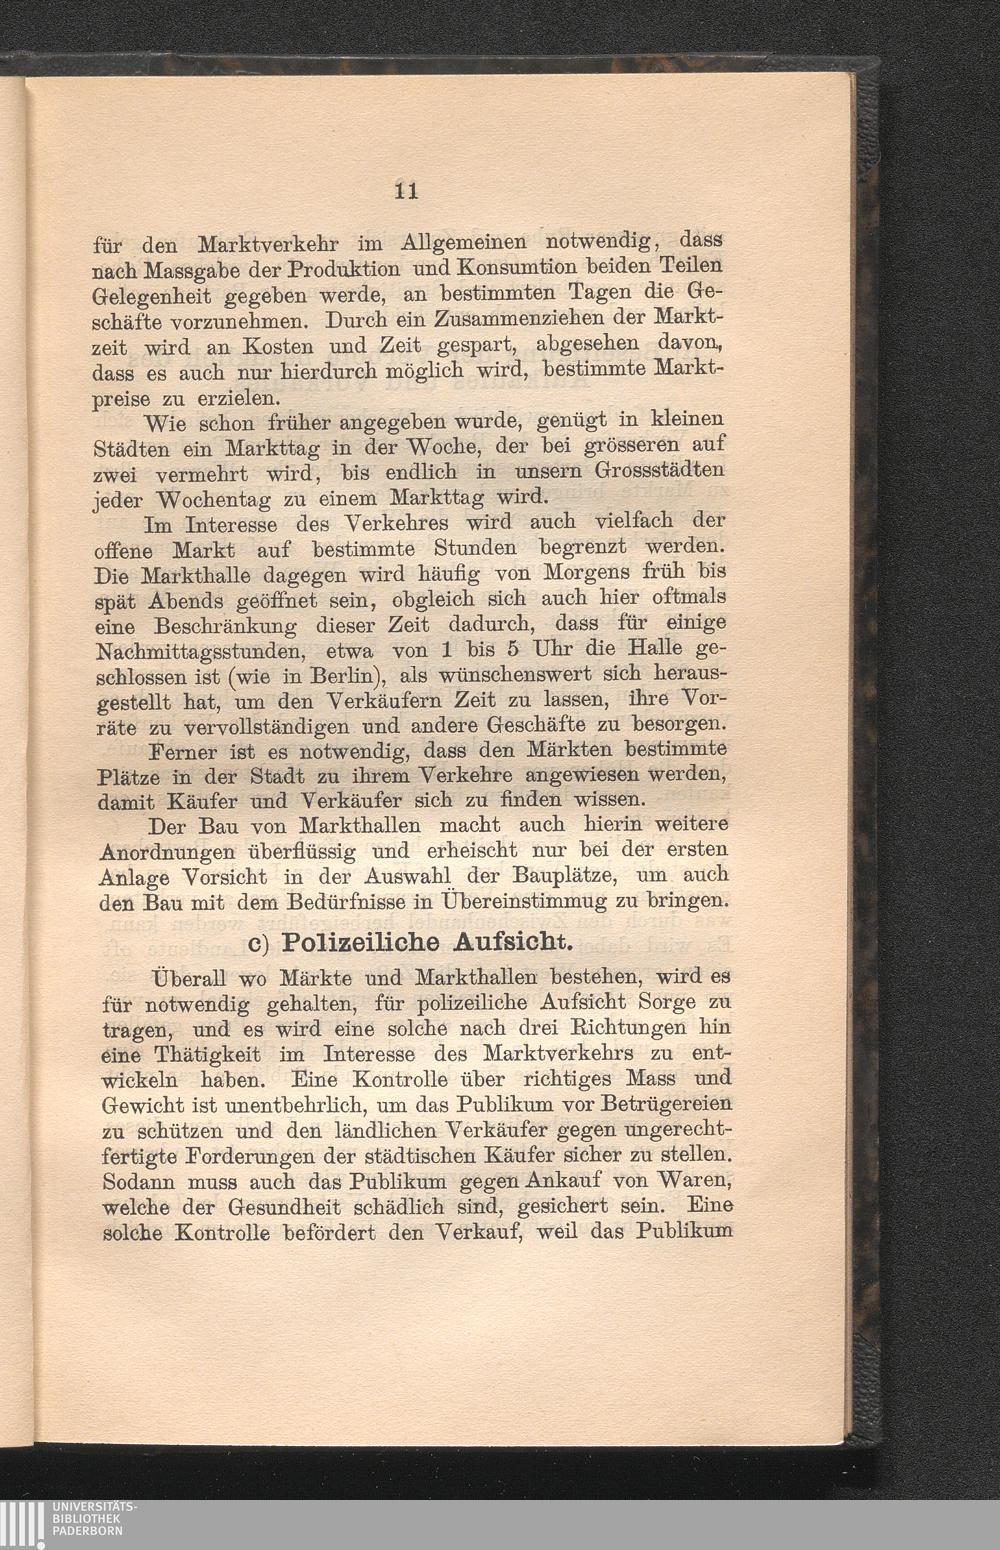 11
für den Marktverkehr im Allgemeinen notwendig, dass
nach Massgabe der Produktion und Konsumtion beiden Teilen
Gelegenheit gegeben werde, an bestimmten Tagen die Ge-
schäfte vorzunehmen. Durch ein Zusammenziehen der Markt-
zeit wird an Kosten und Zeit gespart, abgesehen davon,
dass es auch nur hierdurch möglich wird, bestimmte Markt-
preise zu erzielen.
Wie schon früher angegeben wurde, genügt in kleinen
Städten ein Markttag in der Woche, der bei grösseren auf
zwei vermehrt wird, bis endlich in unsern Grossstädten
jeder Wochentag zu einem Markttag wird.
Im Interesse des Verkehres wird auch vielfach der
offene Markt auf bestimmte Stunden begrenzt werden.
Die Markthalle dagegen wird häufig von Morgens früh bis
spät Abends geöffnet sein, obgleich sich auch hier oftmals
eine Beschränkung dieser Zeit dadurch, dass für einige
Nachmittagsstunden, etwa von 1 bis 5 Uhr die Halle ge-
schlossen ist (wie in Berlin), als wünschenswert sich heraus-
gestellt hat, um den Verkäufern Zeit zu lassen, ihre Vor-
räte zu vervollständigen und andere Geschäfte zu besorgen.
Ferner ist es notwendig, dass den Märkten bestimmte
Plätze in der Stadt zu ihrem Verkehre angewiesen werden,
damit Käufer und Verkäufer sich zu finden wissen.
Der Bau von Markthallen macht auch hierin weitere
Anordnungen überflüssig und erheischt nur bei der ersten
Anlage Vorsicht in der Auswahl der Bauplätze, um auch
den Bau mit dem Bedürfnisse in Übereinstimmug zu bringen.
c) Polizeiliche Aufsicht.
Überall wo Märkte und Markthallen bestehen, wird es
für notwendig gehalten, für polizeiliche Aufsicht Sorge zu
tragen, und es wird eine solche nach drei Richtungen hin
eine Thätigkeit im Interesse des Marktverkehrs zu ent-
wickeln haben. Eine Kontrolle über richtiges Mass und
Gewicht ist unentbehrlich, um das Publikum vor Betrügereien
zu schützen und den ländlichen Verkäufer gegen ungerecht-
fertigte Forderungen der städtischen Käufer sicher zu stellen.
Sodann muss auch das Publikum gegen Ankauf von Waren,
welche der Gesundheit schädlich sind, gesichert sein. Eine
solche Kontrolle befördert den Verkauf, weil das Publikum
UNIVERSITÄTS-
BIBLIOTHEK
PADERBORN